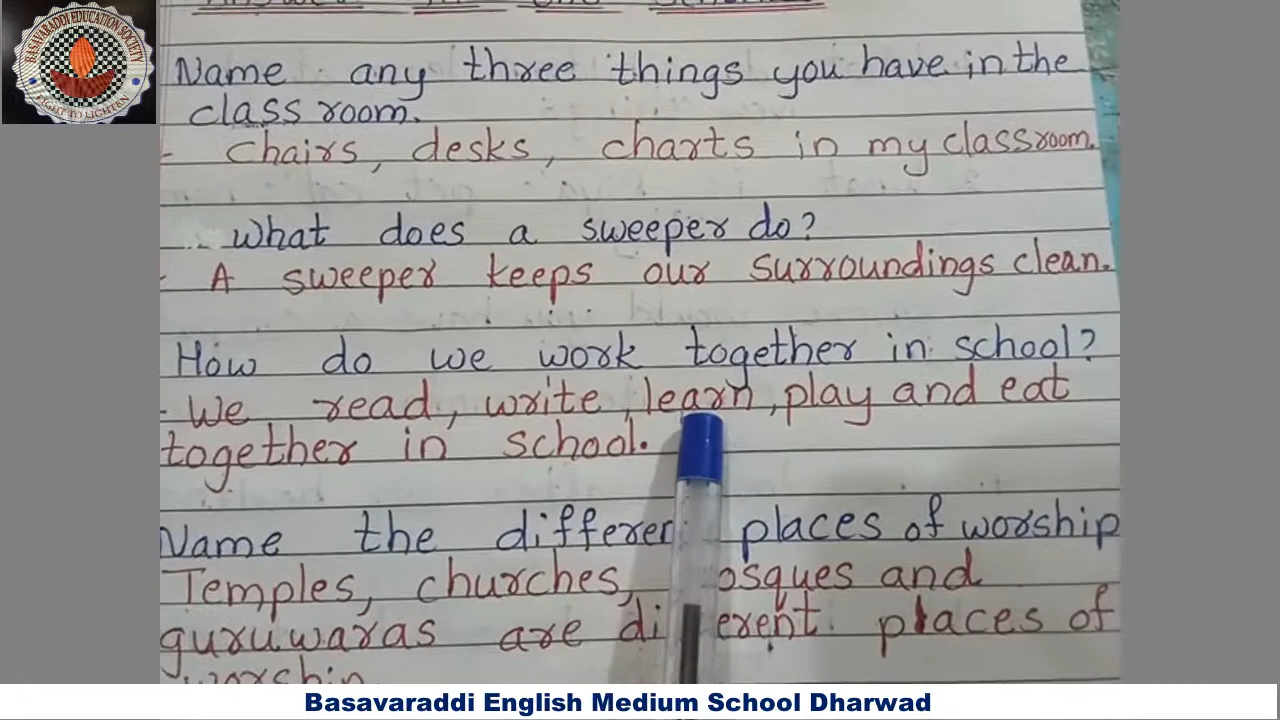 BASAVARADDI EDUCATION SOCIETY
Name any three things you have in the
class room.
- Chairs, desks, charts in my classroom.
What does a sweeper do?
- A sweeper keeps our surroundings clean.
How do we work together in school?
- We read, write, learn, play and eat
together in school.
Name the places of worship
Temples, churches, and
guruwaras are places of
Basavaraddi English Medium School Dharwad